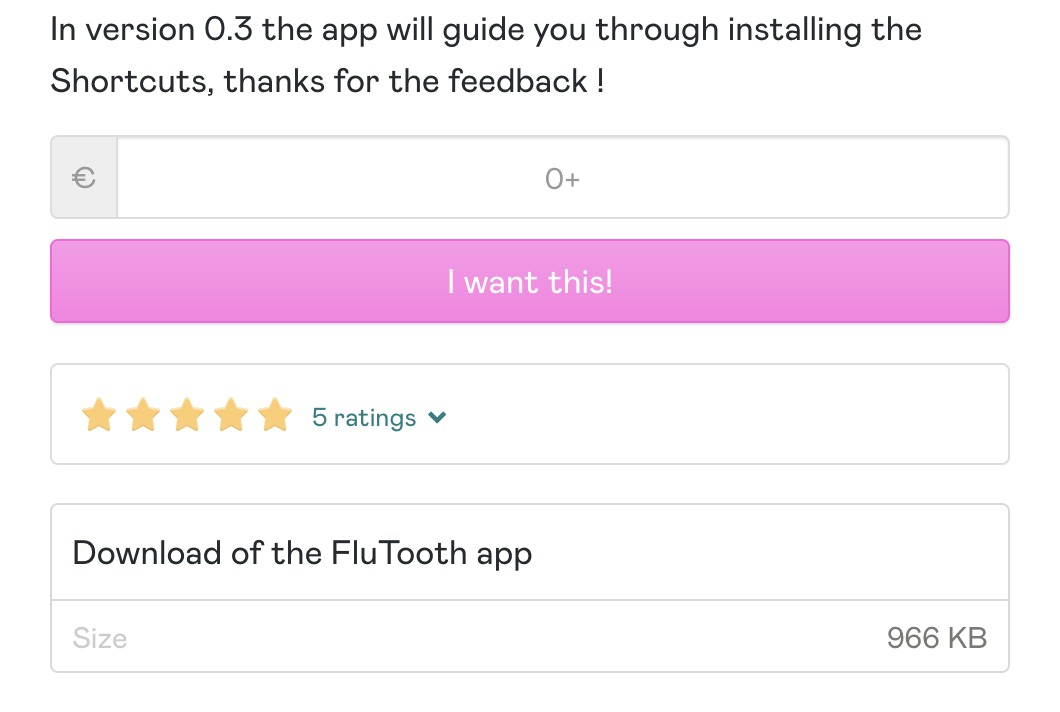 In version 0.3 the app will guide you through installing the
Shortcuts, thanks for the feedback !
€ 0+
I want this!
5 ratings
Download of the FluTooth app
Size 966 KB